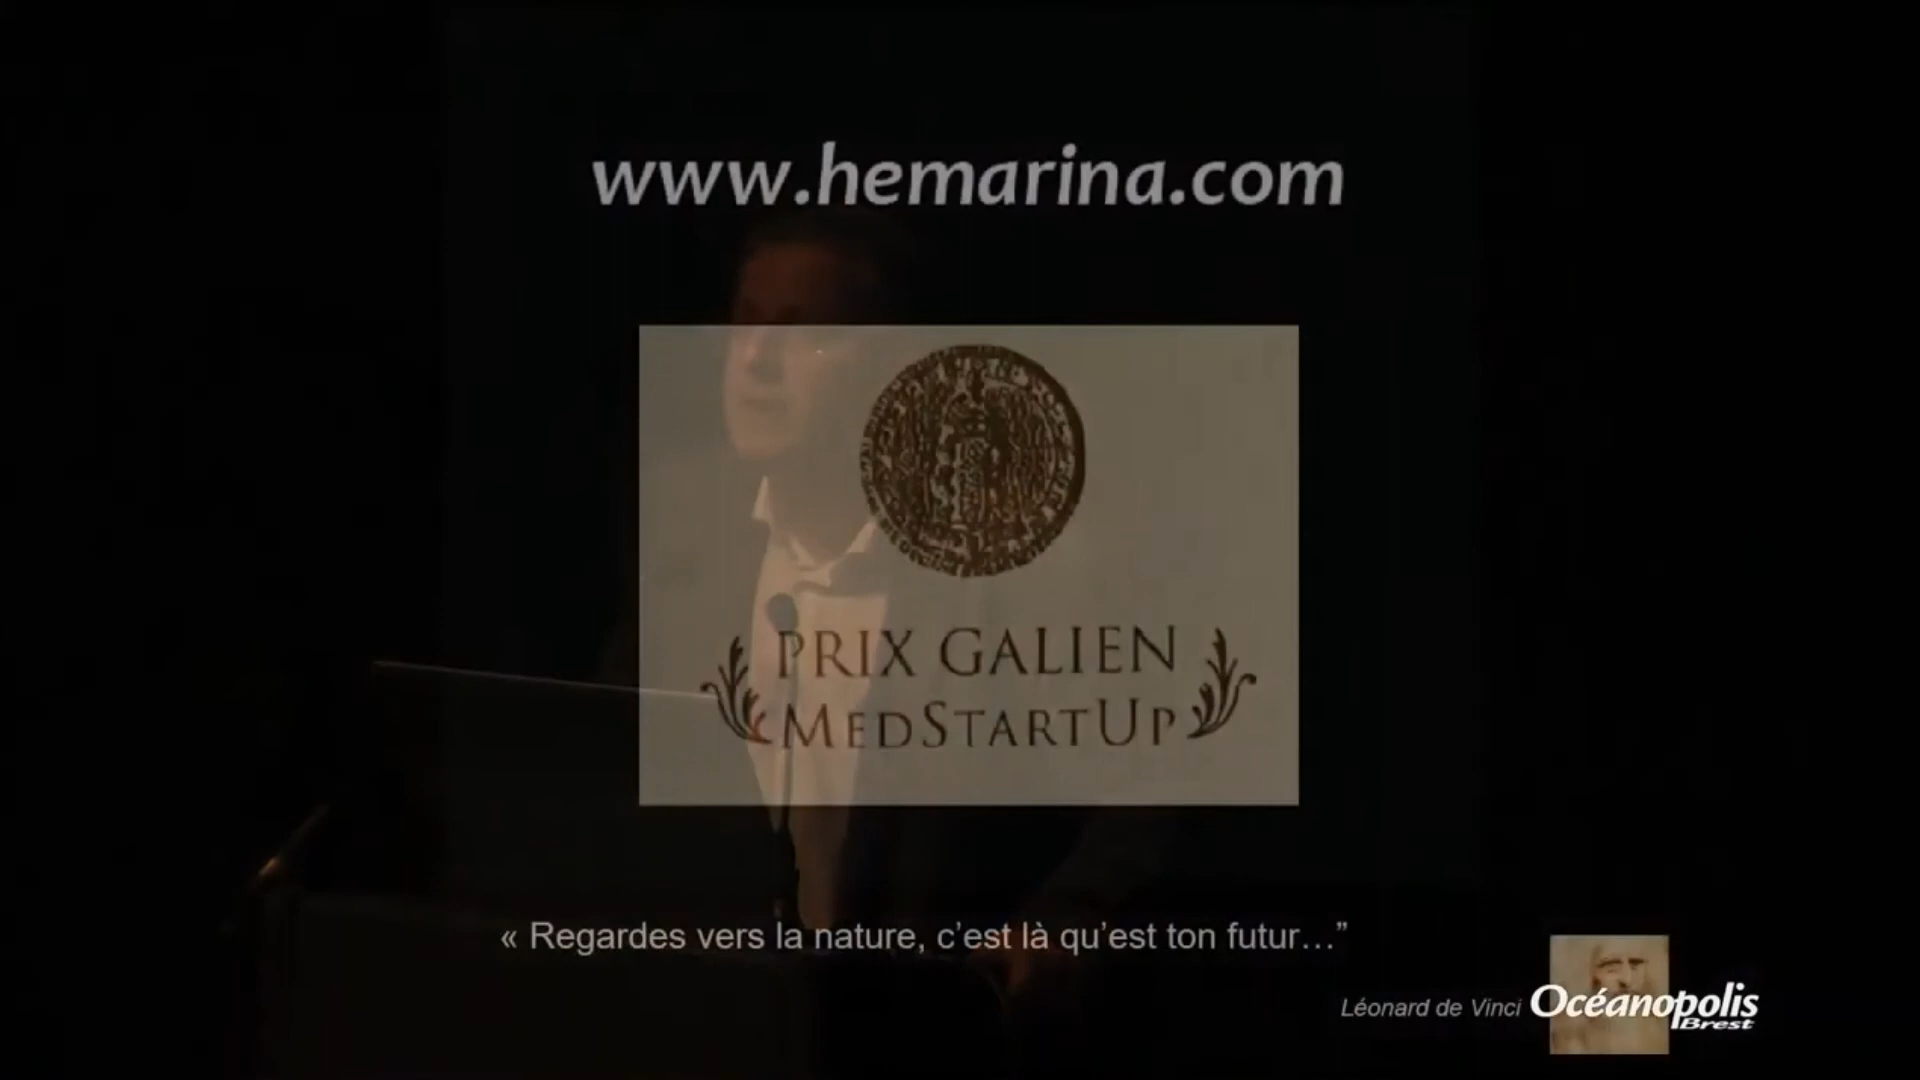 www.hemarina.com
PRIX GALIEN
MEDSTARTUP
« Regardes vers la nature, c’est là qu’est ton futur…”
Léonard de Vinci
Océanopolis
Brest